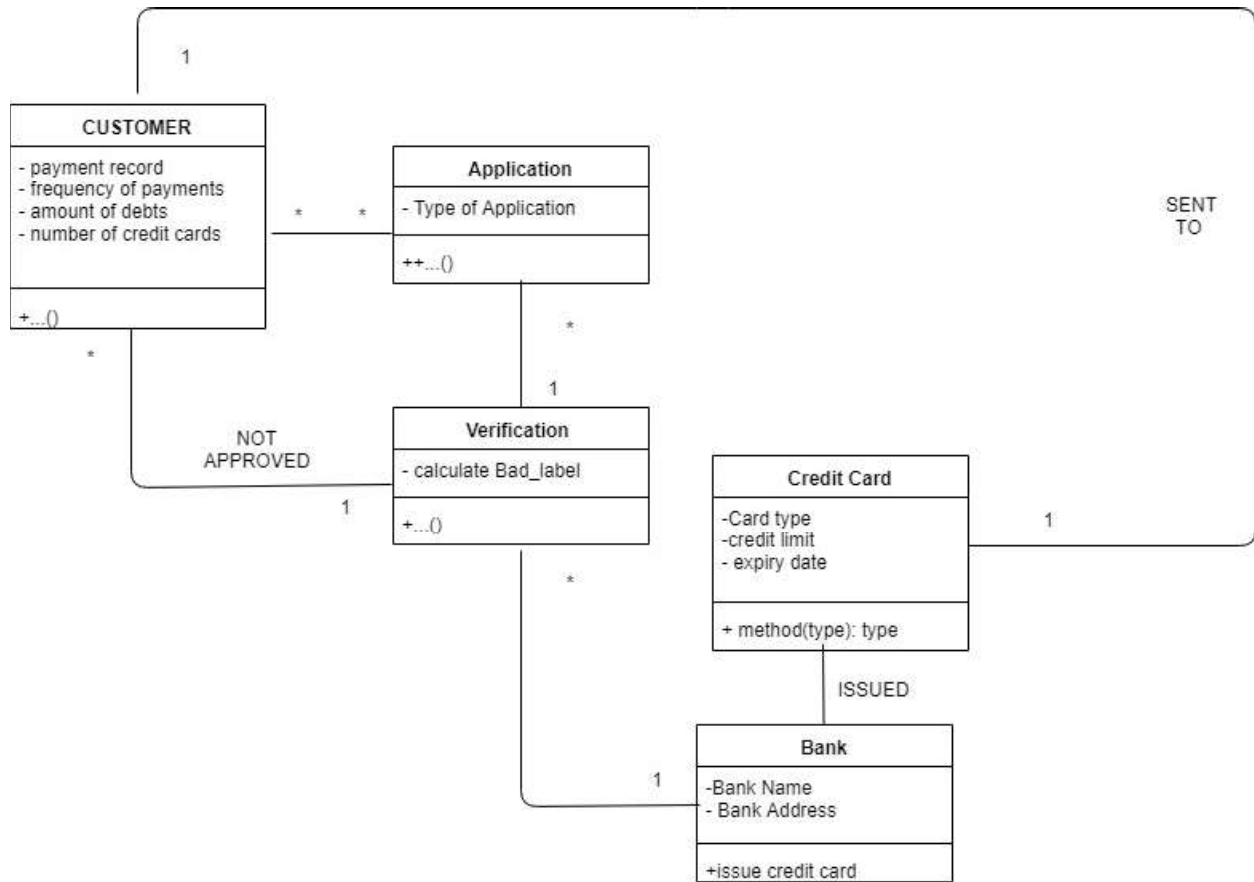 1
CUSTOMER
- payment record
- frequency of payments
- amount of debts
- number of credit cards
+...()
* *
Application
- Type of Application
++...()
SENT
TO
*
*
1
NOT
APPROVED
1
Verification
- calculate Bad_label
+...()
*
Credit Card
-Card type
-credit limit
- expiry date
+ method(type): type
1
ISSUED
1
Bank
-Bank Name
- Bank Address
+issue credit card